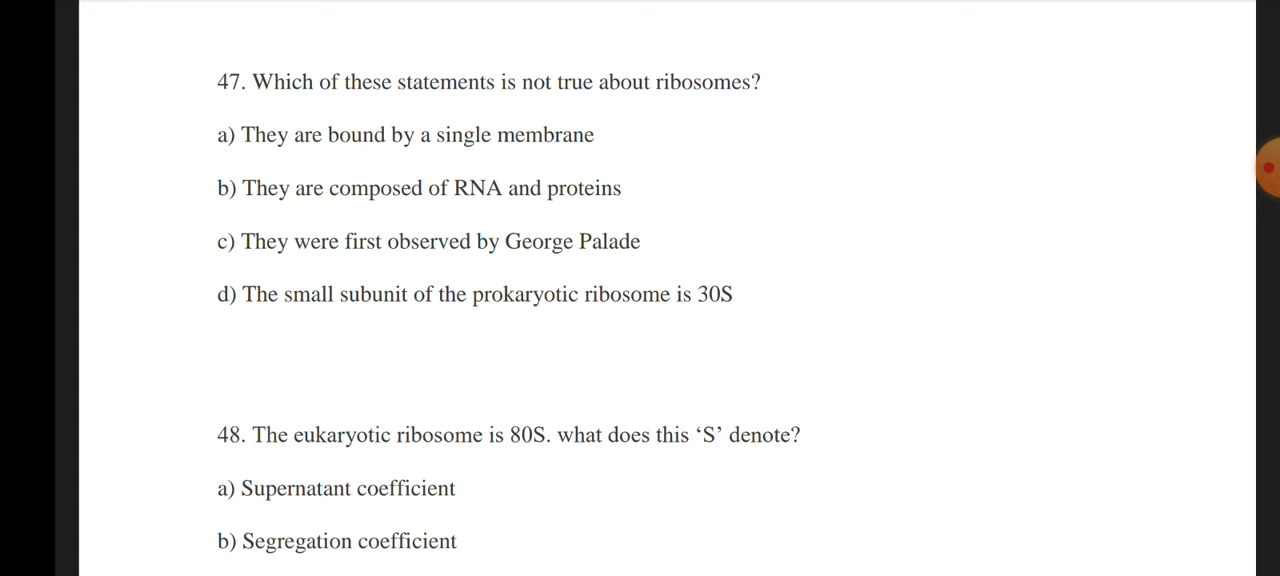 47. Which of these statements is not true about ribosomes?
a) They are bound by a single membrane
b) They are composed of RNA and proteins
c) They were first observed by George Palade
d) The small subunit of the prokaryotic ribosome is 30S
48. The eukaryotic ribosome is 80S. what does this ‘S’ denote?
a) Supernatant coefficient
b) Segregation coefficient